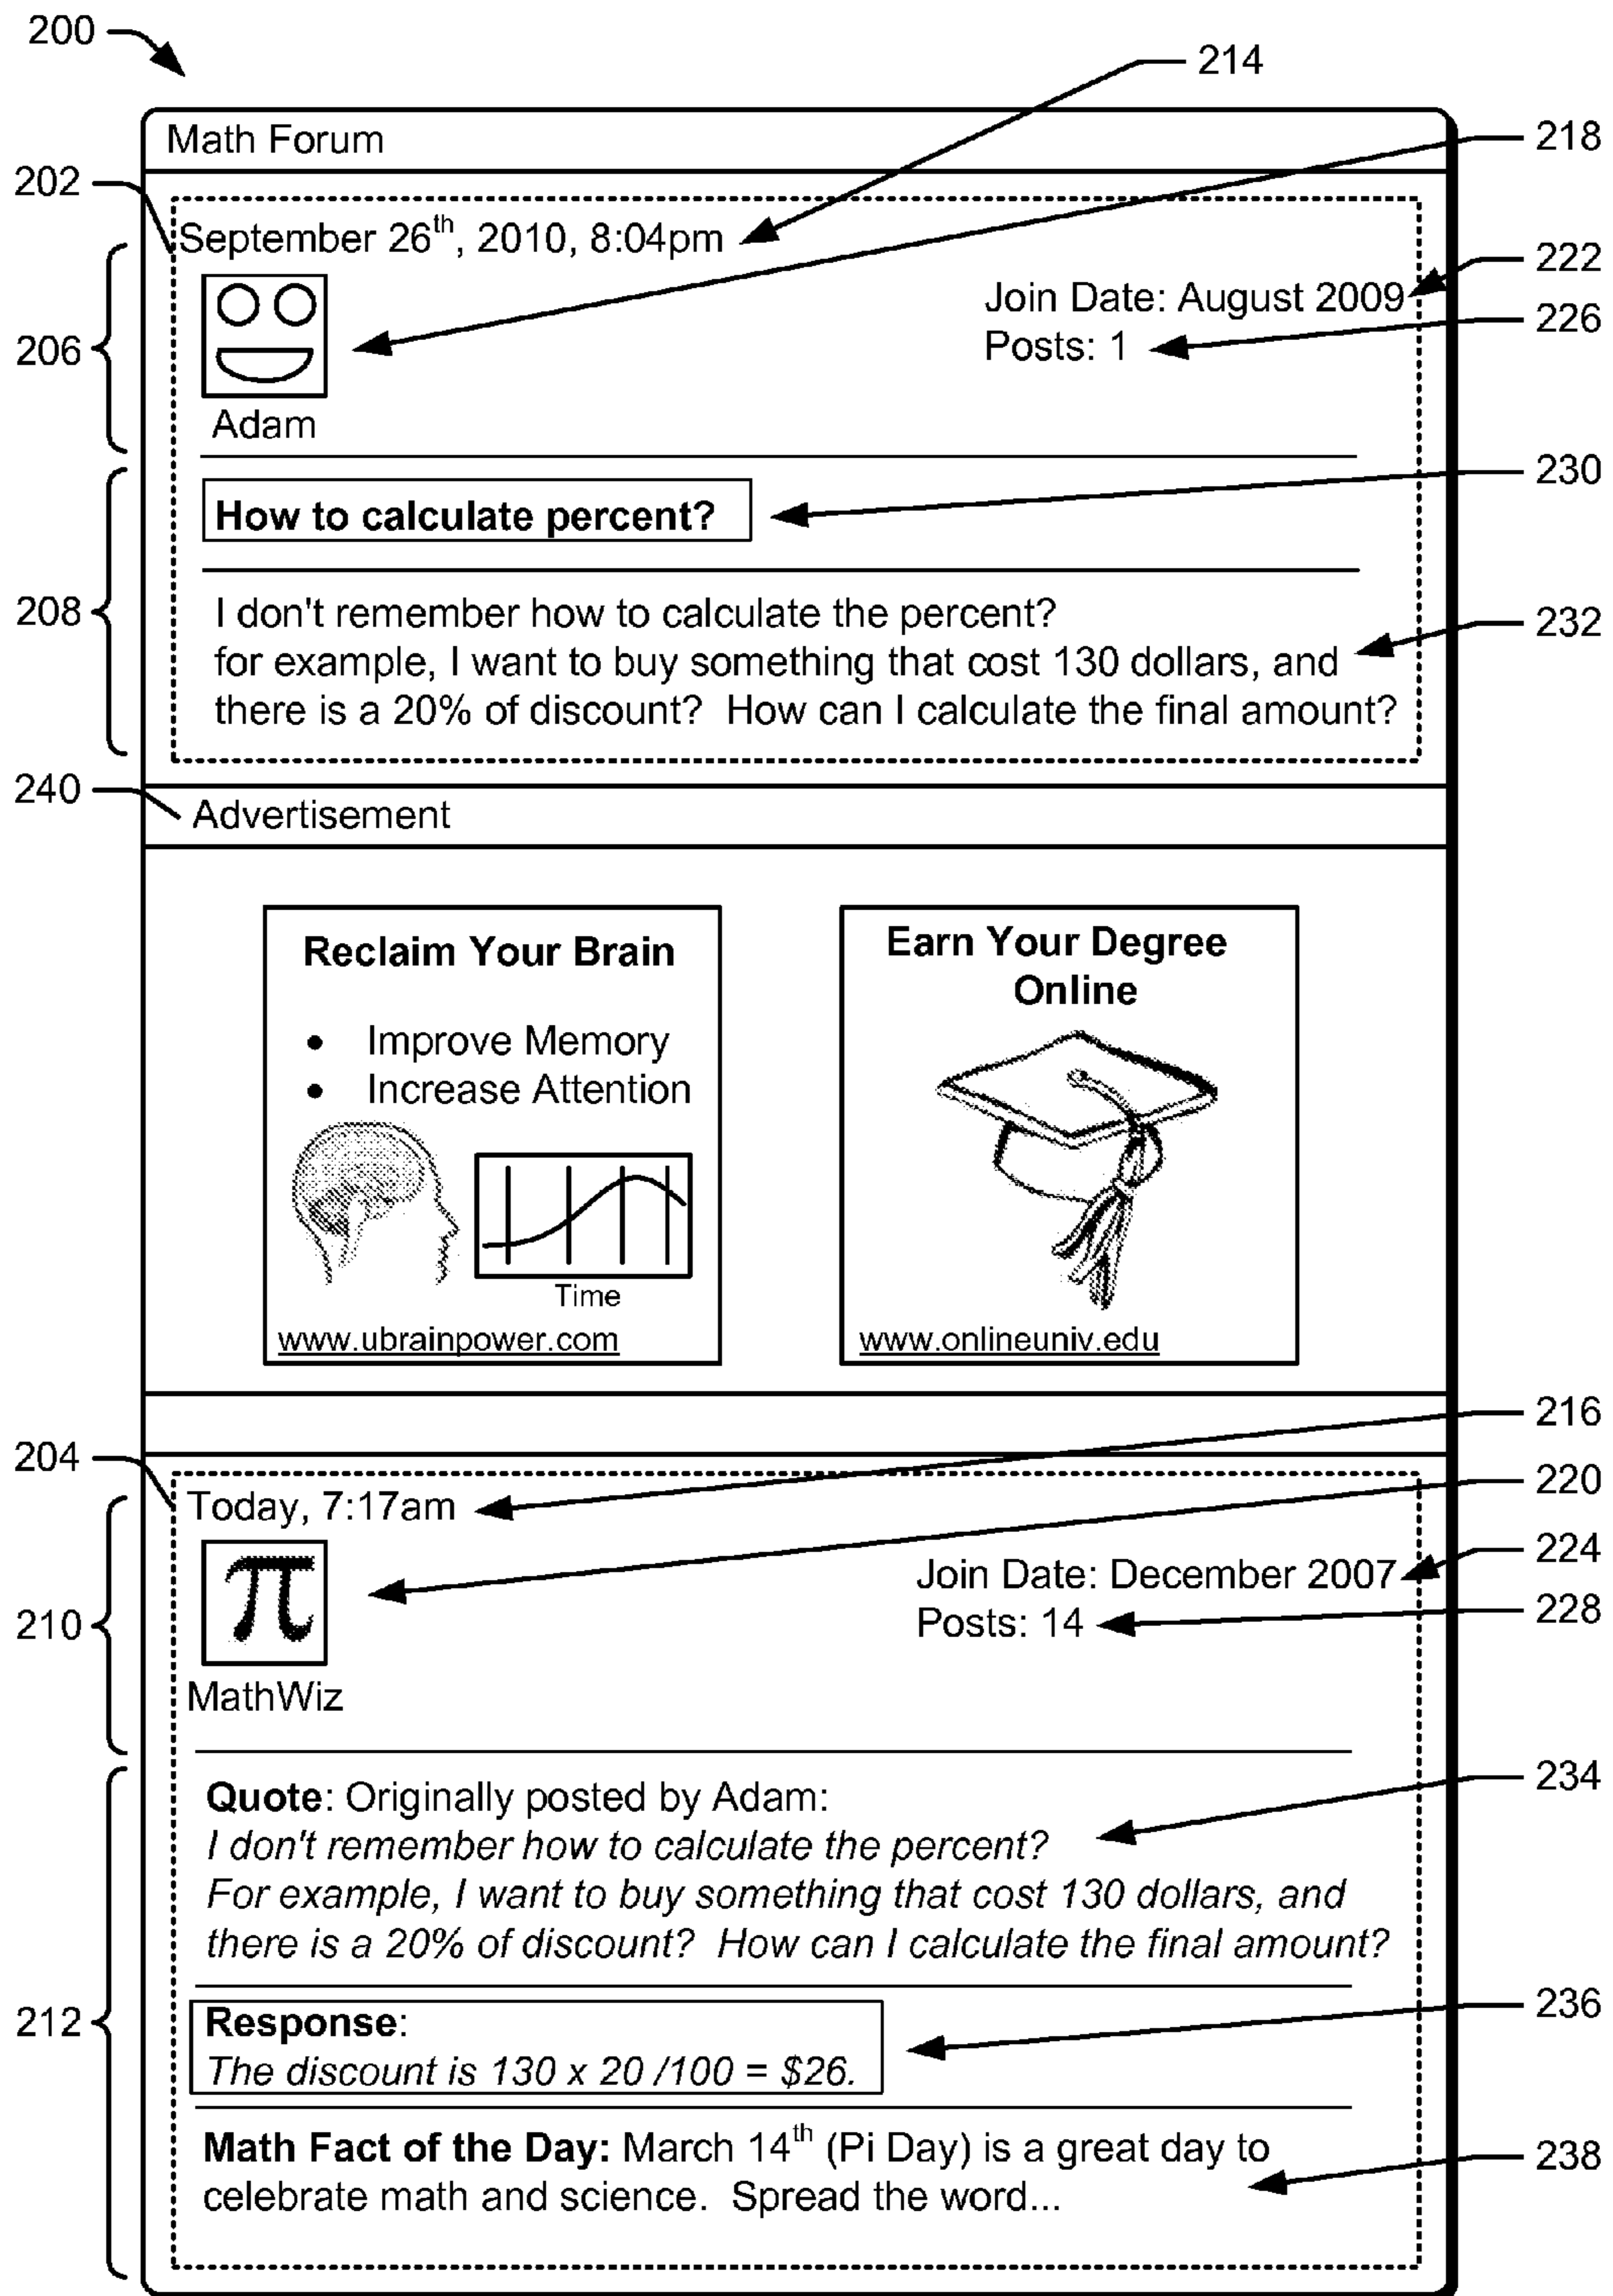 200
214
Math Forum
218
202
September 26th, 2010, 8:04pm
222
Join Date: August 2009
226
Posts: 1
206
Adam
230
How to calculate percent?
208
I don't remember how to calculate the percent?
232
for example, I want to buy something that cost 130 dollars, and
there is a 20% of discount?  How can I calculate the final amount?
240
Advertisement
Reclaim Your Brain
• Improve Memory
• Increase Attention
Time
www.ubrainpower.com
Earn Your Degree
Online
www.onlineuniv.edu
216
204
220
Today, 7:17am
224
Join Date: December 2007
228
Posts: 14
210
π
MathWiz
234
Quote: Originally posted by Adam:
I don't remember how to calculate the percent?
For example, I want to buy something that cost 130 dollars, and
there is a 20% of discount?  How can I calculate the final amount?
236
212
Response:
The discount is 130 x 20 /100 = $26.
Math Fact of the Day: March 14th (Pi Day) is a great day to
238
celebrate math and science.  Spread the word...